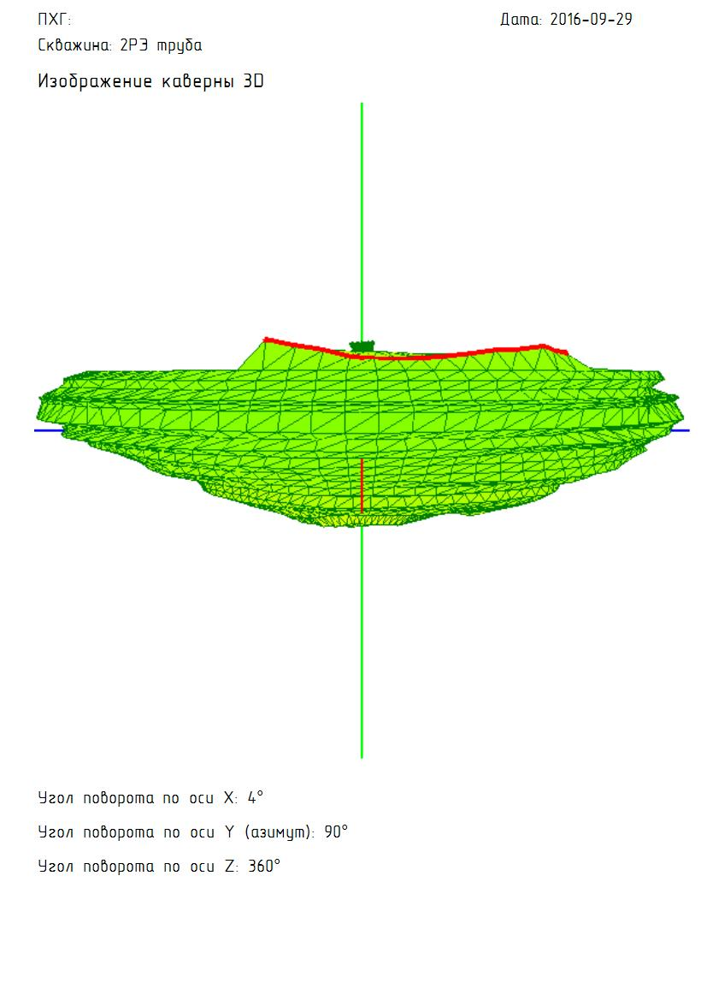 ПХГ:
Дата: 2016-09-29
Скважина: 2РЭ труба
Изображение каверны 3D
Угол поворота по оси X: 4°
Угол поворота по оси Y (азимут): 90°
Угол поворота по оси Z: 360°